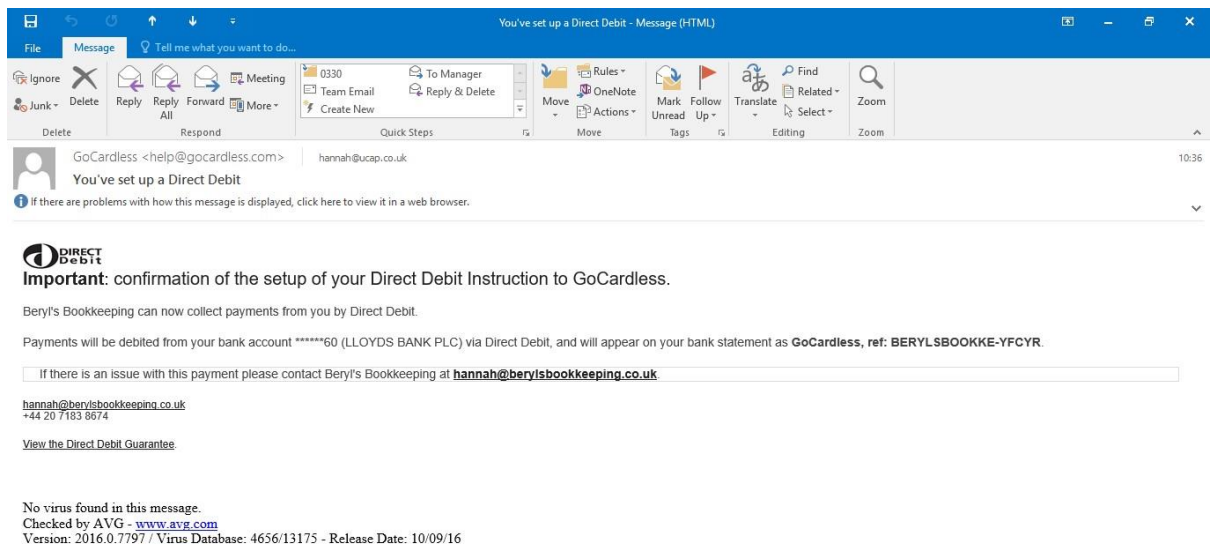 You've set up a Direct Debit - Message (HTML)
File Message Tell me what you want to do...
Ignore Junk Delete Reply Reply All Forward Meeting More
0330 Team Email Create New To Manager Reply & Delete
Move Rules OneNote Actions Mark Unread Follow Up Translate Find Related Select Zoom
Delete Respond Quick Steps Move Tags Editing Zoom
GoCardless <help@gocardless.com> hannah@ucap.co.uk 10:36
You've set up a Direct Debit
If there are problems with how this message is displayed, click here to view it in a web browser.
DIRECT
Debit
Important: confirmation of the setup of your Direct Debit Instruction to GoCardless.
Beryl's Bookkeeping can now collect payments from you by Direct Debit.
Payments will be debited from your bank account ******60 (LLOYDS BANK PLC) via Direct Debit, and will appear on your bank statement as GoCardless, ref: BERYLSBOOKKE-YFCYR.
If there is an issue with this payment please contact Beryl's Bookkeeping at hannah@berylsbookkeeping.co.uk.
hannah@berylsbookkeeping.co.uk
+44 20 7183 8674
View the Direct Debit Guarantee.
No virus found in this message.
Checked by AVG - www.avg.com
Version: 2016.0.7797 / Virus Database: 4656/13175 - Release Date: 10/09/16